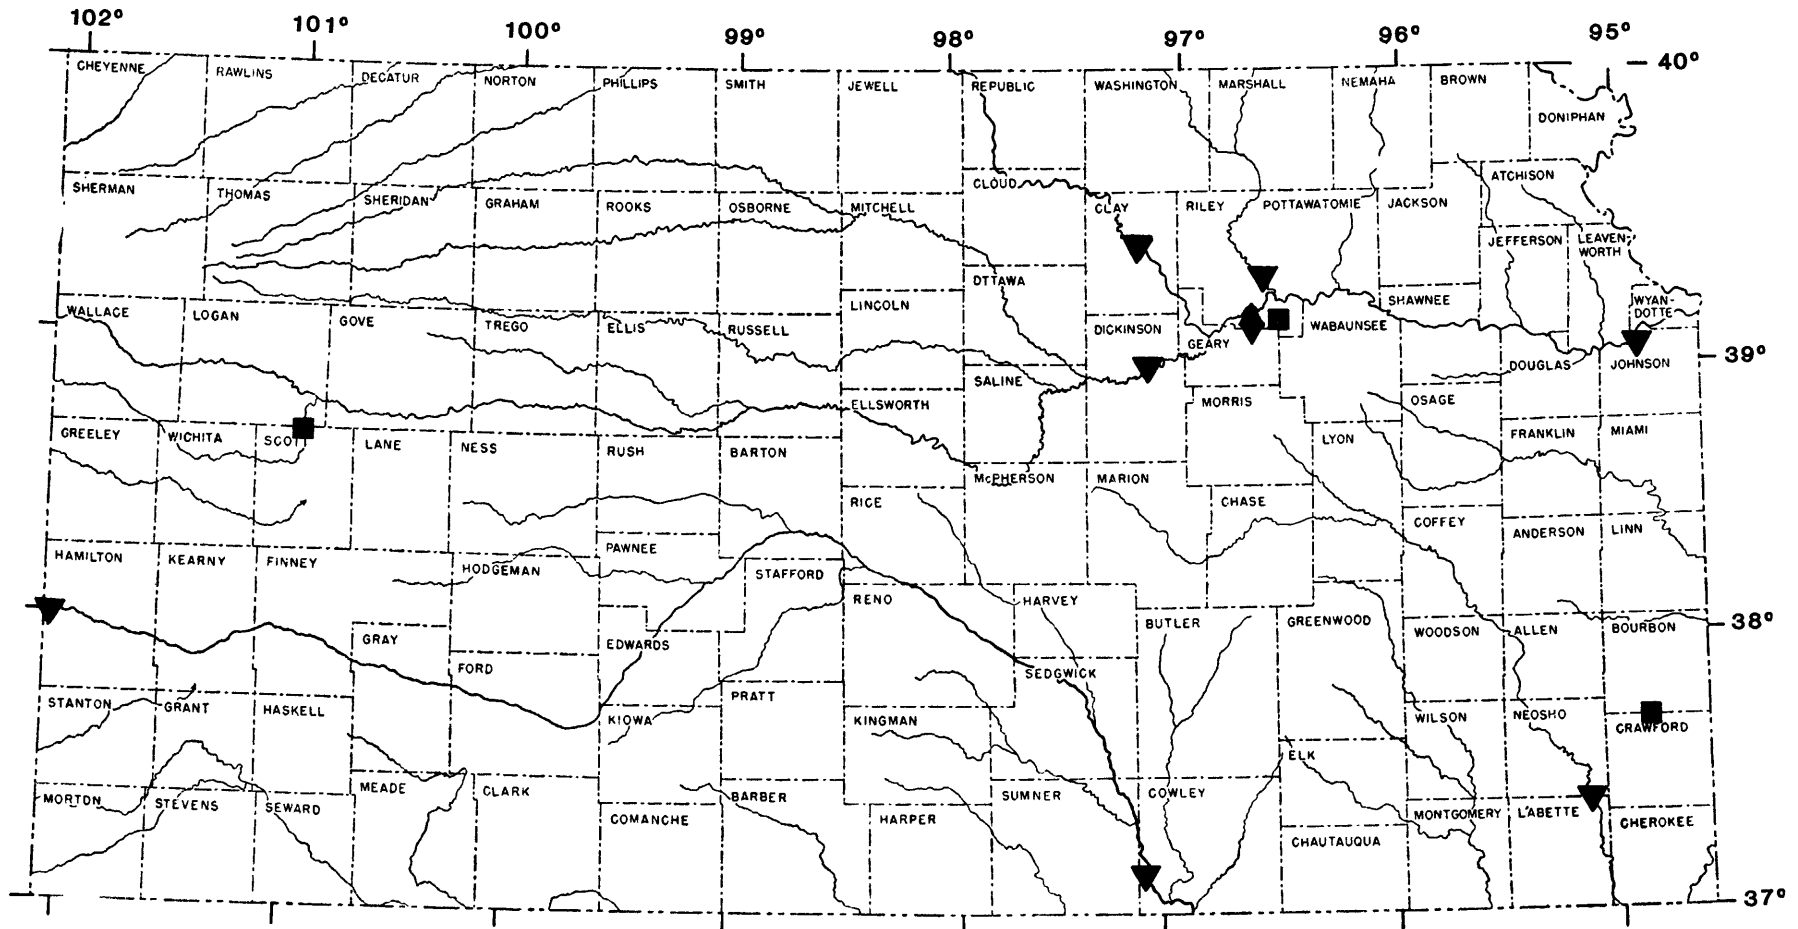 102° 101° 100° 99° 98° 97° 96° 95°
40°
CHEYENNE RAWLINS DECATUR NORTON PHILLIPS SMITH JEWELL REPUBLIC WASHINGTON MARSHALL NEMAHA BROWN
DONIPHAN
SHERMAN THOMAS SHERIDAN GRAHAM ROOKS OSBORNE MITCHELL CLOUD CLAY RILEY POTTAWATOMIE JACKSON ATCHISON
JEFFERSON LEAVEN-
WORTH
WALLACE LOGAN GOVE TREGO ELLIS RUSSELL LINCOLN OTTAWA DICKINSON GEARY WABAUNSEE SHAWNEE WYAN-
DOTTE
39°
SALINE MORRIS OSAGE DOUGLAS JOHNSON
GREELEY WICHITA SCOT LANE NESS RUSH BARTON ELLSWORTH LYON FRANKLIN MIAMI
RICE McPHERSON MARION CHASE COFFEY ANDERSON LINN
HAMILTON KEARNY FINNEY HODGEMAN PAWNEE STAFFORD
RENO HARVEY BUTLER GREENWOOD WOODSON ALLEN BOURBON
38°
GRAY FORD EDWARDS SEDGWICK
STANTON GRANT HASKELL KIOWA PRATT KINGMAN WILSON NEOSHO CRAWFORD
ELK
MORTON STEVENS SEWARD MEADE CLARK COMANCHE BARBER HARPER SUMNER COWLEY MONTGOMERY LABETTE CHEROKEE
CHAUTAUQUA
37°